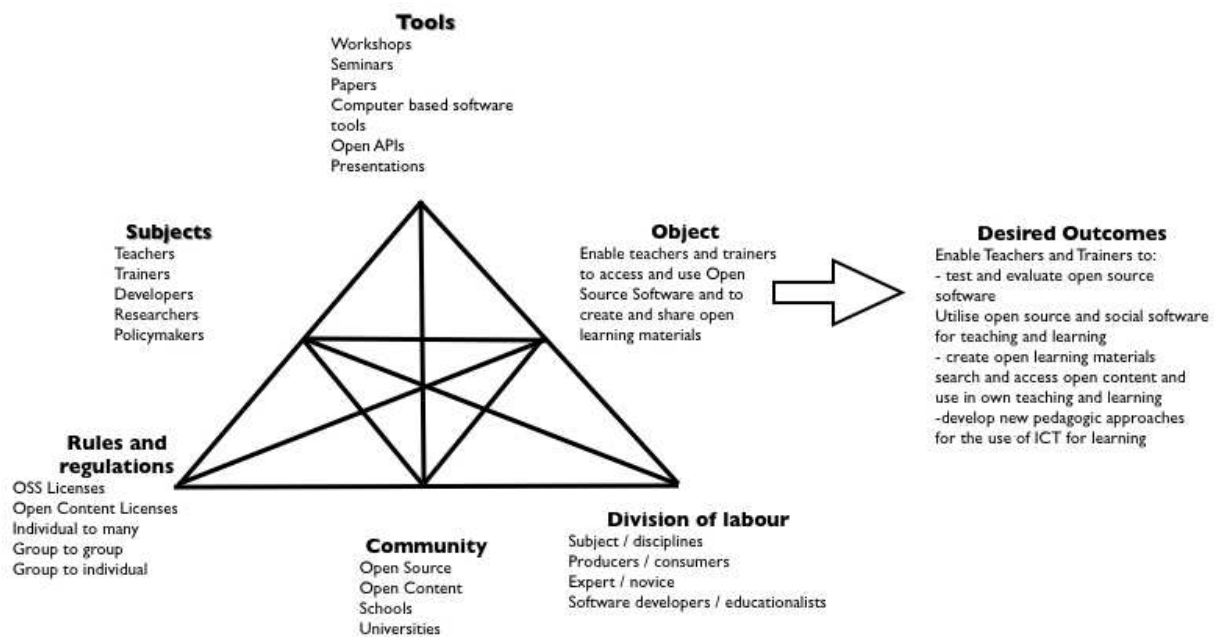 Tools
Workshops
Seminars
Papers
Computer based software
tools
Open APIs
Presentations
Subjects
Teachers
Trainers
Developers
Researchers
Policymakers
Object
Enable teachers and trainers
to access and use Open
Source Software and to
create and share open
learning materials
Desired Outcomes
Enable Teachers and Trainers to:
- test and evaluate open source
software
Utilise open source and social software
for teaching and learning
- create open learning materials
search and access open content and
use in own teaching and learning
-develop new pedagogic approaches
for the use of ICT for learning
Rules and
regulations
OSS Licenses
Open Content Licenses
Individual to many
Group to group
Group to individual
Community
Open Source
Open Content
Schools
Universities
Division of labour
Subject / disciplines
Producers / consumers
Expert / novice
Software developers / educationalists